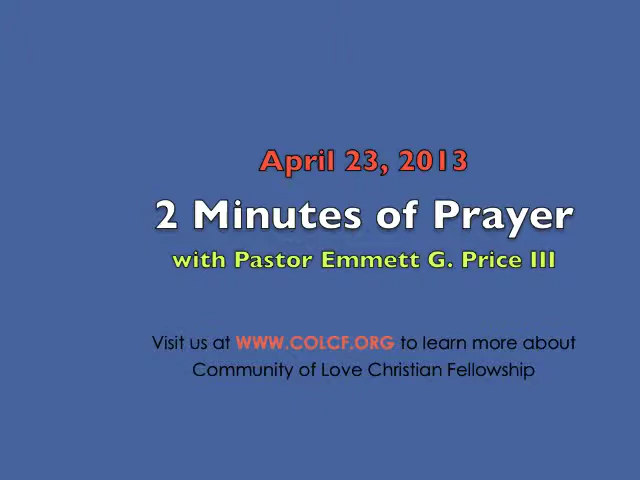 April 23, 2013
2 Minutes of Prayer
with Pastor Emmett G. Price III
Visit us at WWW.COLCF.ORG to learn more about
Community of Love Christian Fellowship